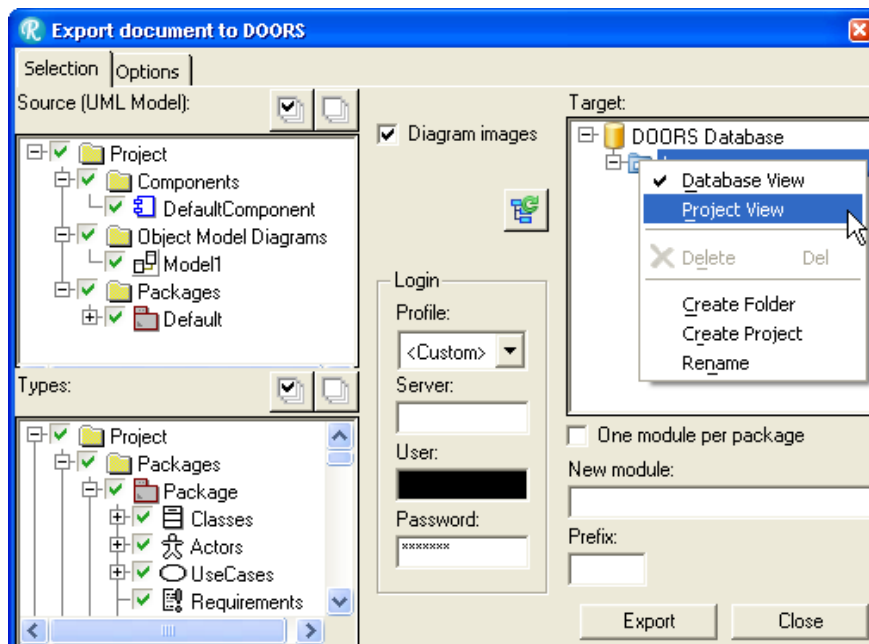 Export document to DOORS
Selection
Options
Source (UML Model):
Project
Components
DefaultComponent
Object Model Diagrams
Model1
Packages
Default
Types:
Project
Packages
Package
Classes
Actors
UseCases
Requirements
Diagram images
Login
Profile:
<Custom>
Server:
User:
Password:
*******
Target:
DOORS Database
Database View
Project View
Delete Del
Create Folder
Create Project
Rename
One module per package
New module:
Prefix:
Export
Close